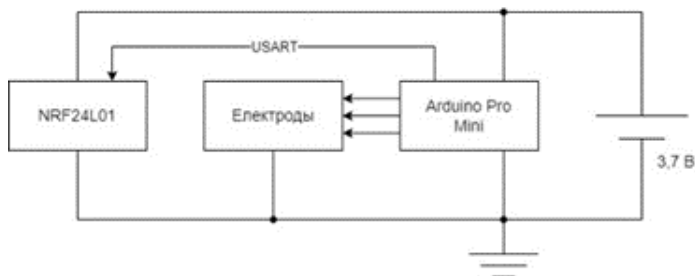 USART
NRF24L01
Електроды
Arduino Pro
Mini
3,7 В